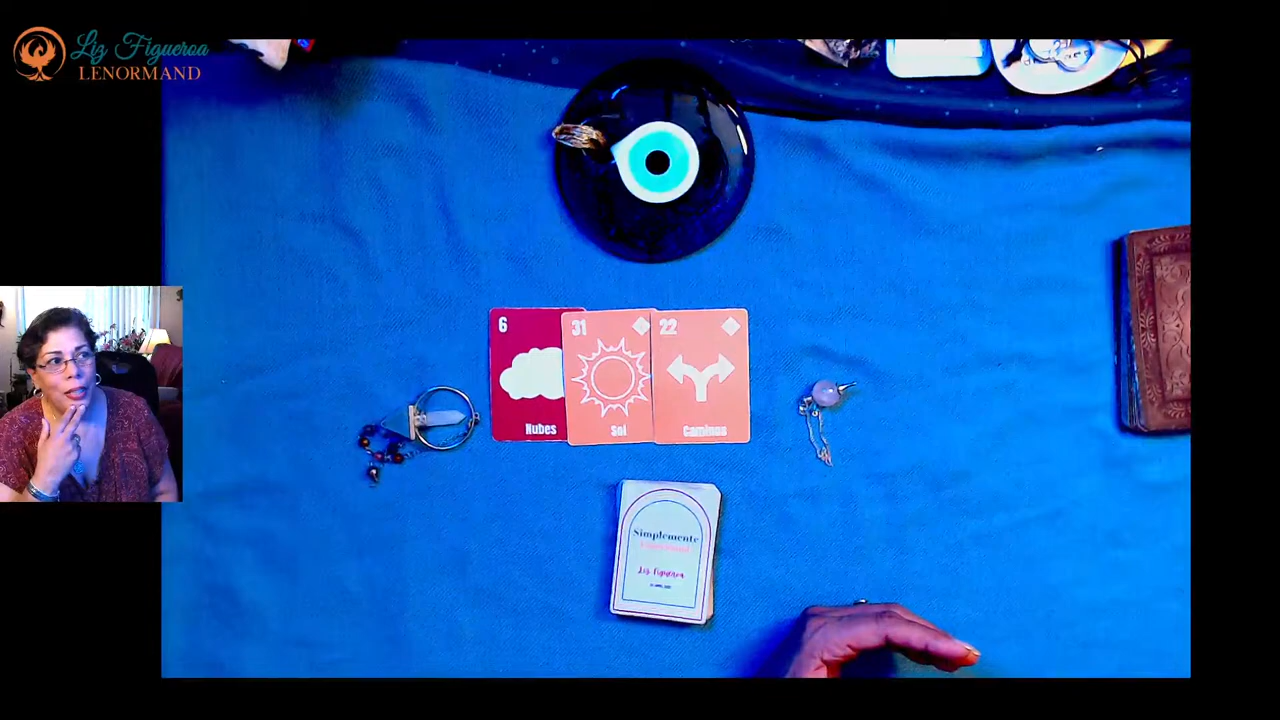 Liz Figueroa
LENORMAND
6
31
22
Nubes
Sol
Caminos
Simplemente
Liz Figueroa